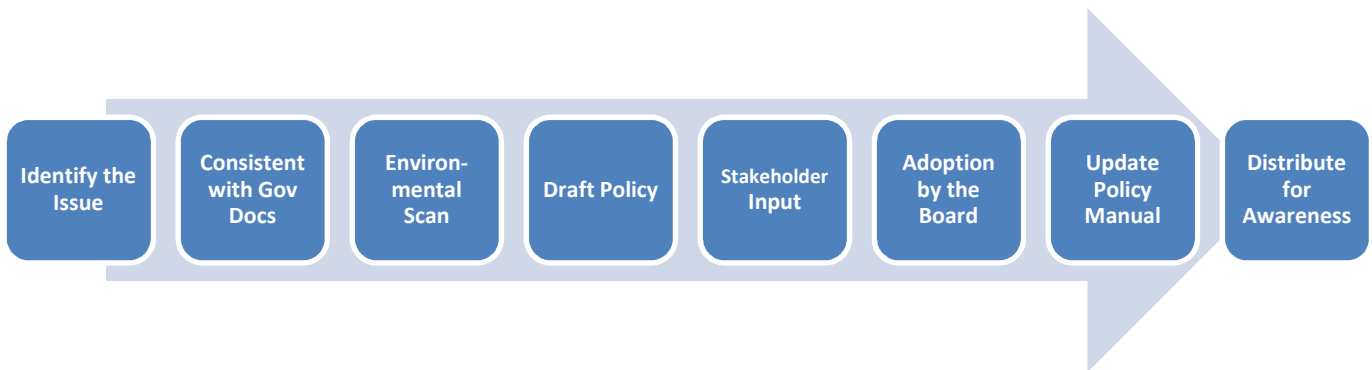 Identify the
Issue
Consistent
with Gov
Docs
Environ-
mental
Scan
Draft Policy
Stakeholder
Input
Adoption
by the
Board
Update
Policy
Manual
Distribute
for
Awareness